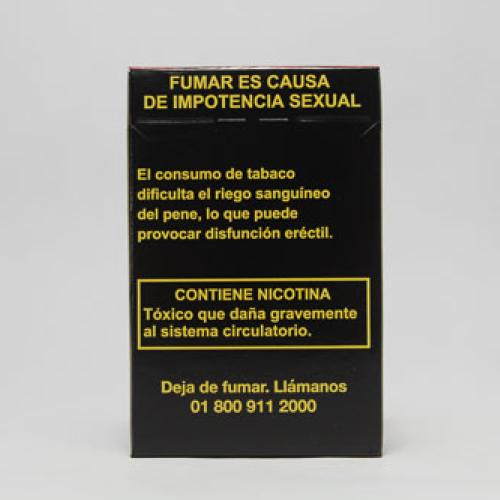 FUMAR ES CAUSA
DE IMPOTENCIA SEXUAL
El consumo de tabaco
dificulta el riego sanguíneo
del pene, lo que puede
provocar disfunción eréctil.
CONTIENE NICOTINA
Tóxico que daña gravemente
al sistema circulatorio.
Deja de fumar. Llámanos
01 800 911 2000